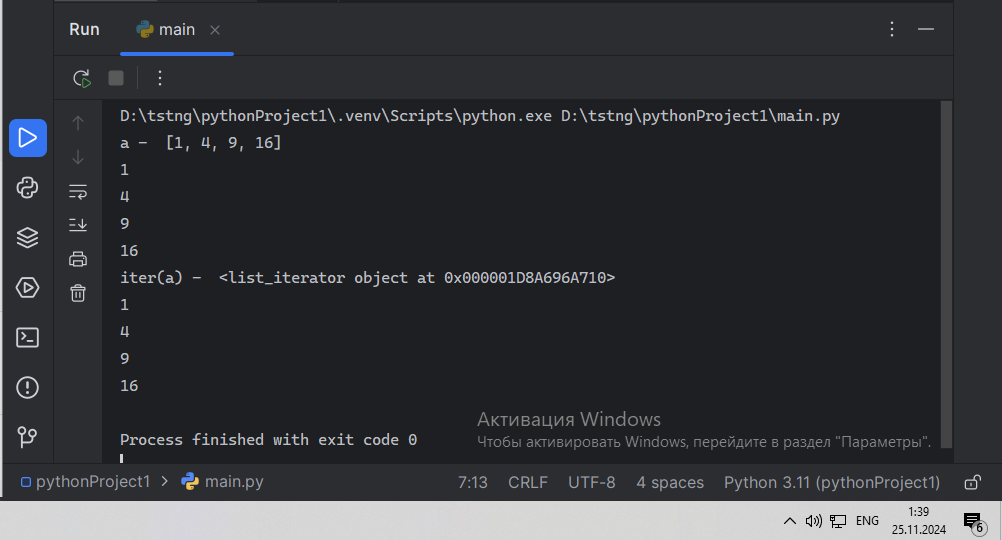 Run main
D:\tstng\pythonProject1\.venv\Scripts\python.exe D:\tstng\pythonProject1\main.py
a -  [1, 4, 9, 16]
1
4
9
16
iter(a) -  <list_iterator object at 0x000001D8A696A710>
1
4
9
16
Process finished with exit code 0
Активация Windows
Чтобы активировать Windows, перейдите в раздел "Параметры".
pythonProject1 > main.py 7:13 CRLF UTF-8 4 spaces Python 3.11 (pythonProject1)
ENG 1:39 6
25.11.2024